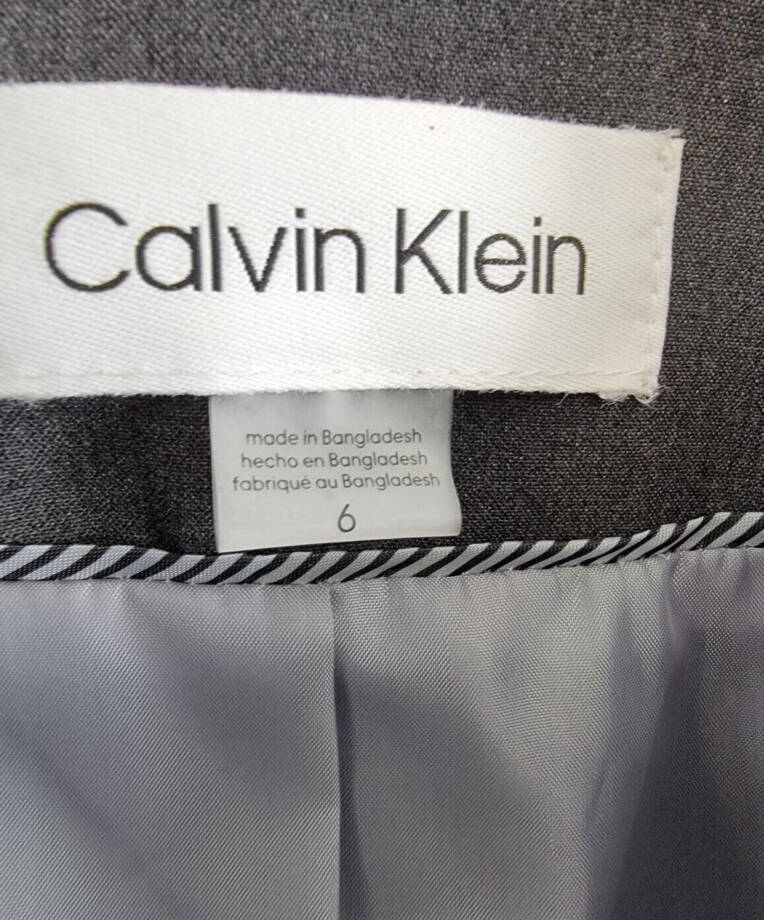 Calvin Klein
made in Bangladesh
hecho en Bangladesh
fabriqué au Bangladesh
6